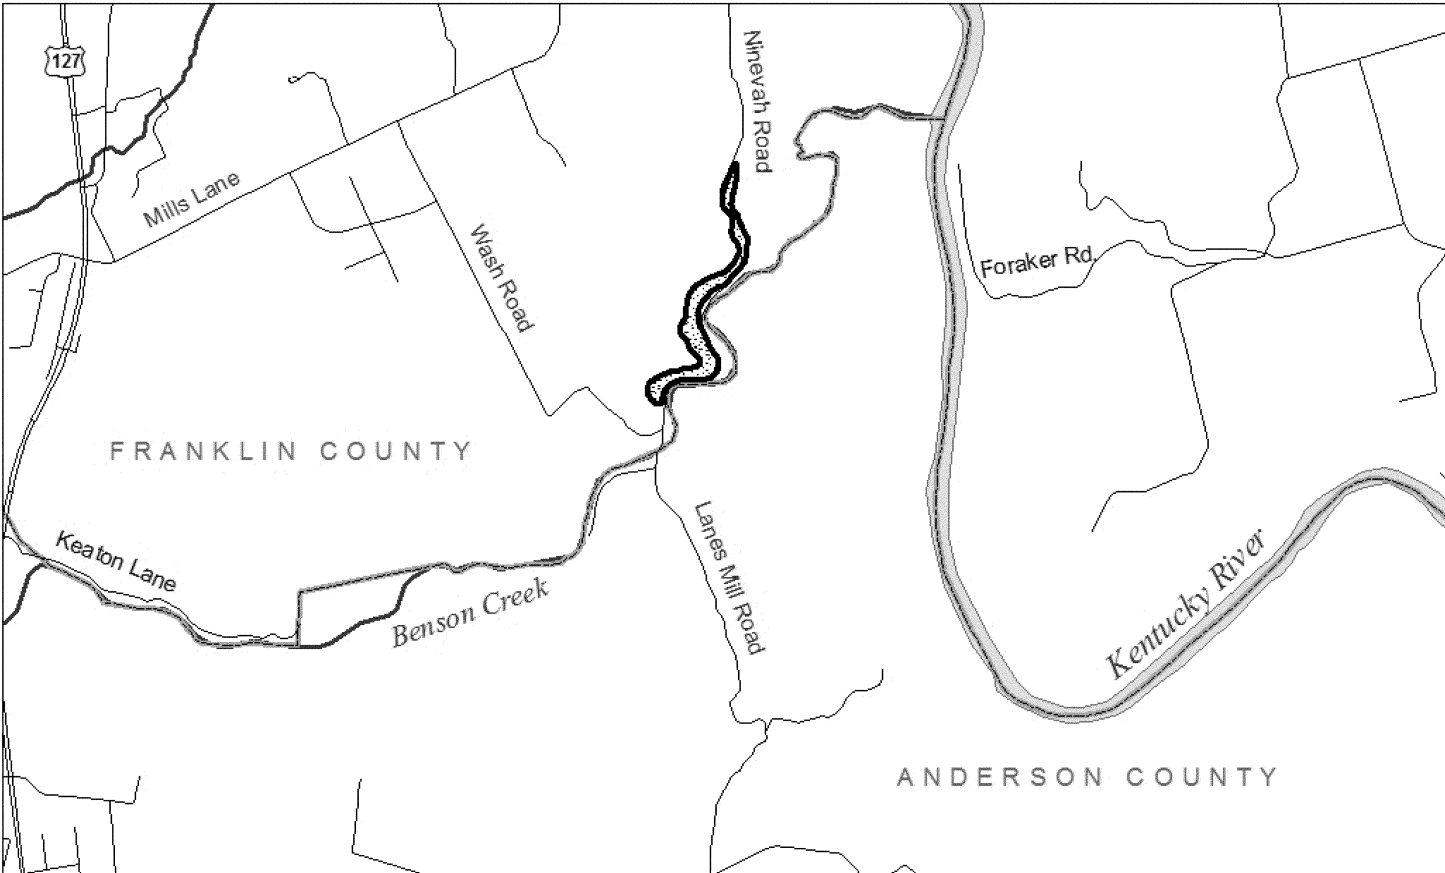 127
Ninevah Road
Mills Lane
Wash Road
Foraker Rd.
FRANKLIN COUNTY
Keaton Lane
Lanes Mill Road
Benson Creek
Kentucky River
ANDERSON COUNTY